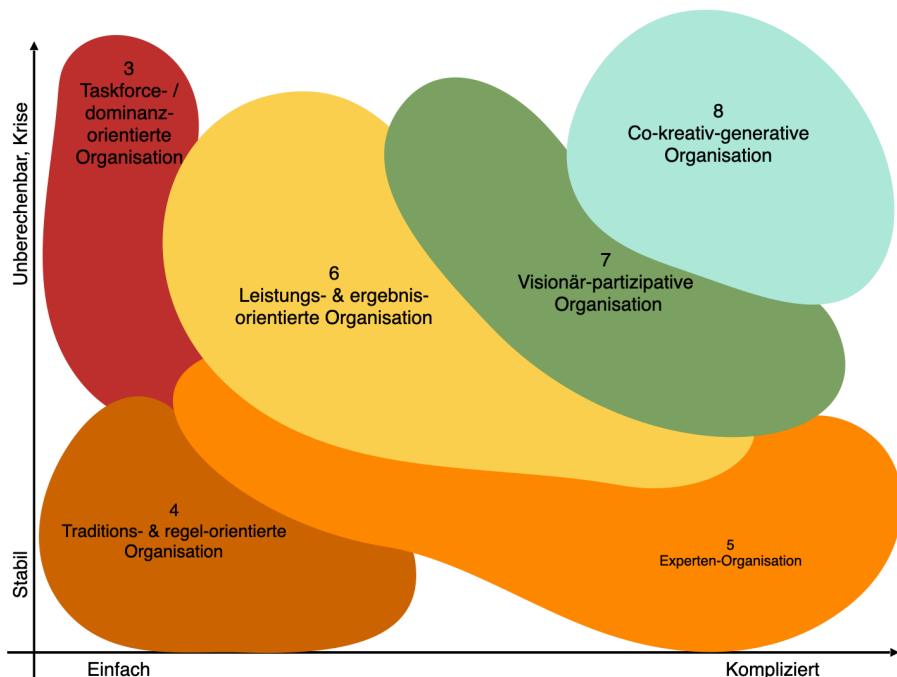 3
Taskforce- /
dominanz-
orientierte
Organisation
8
Co-kreativ-generative
Organisation
7
Visionär-partizipative
Organisation
6
Leistungs- & ergebnis-
orientierte Organisation
4
Traditions- & regel-orientierte
Organisation
5
Experten-Organisation
Unberechenbar, Krise
Stabil
Einfach
Kompliziert